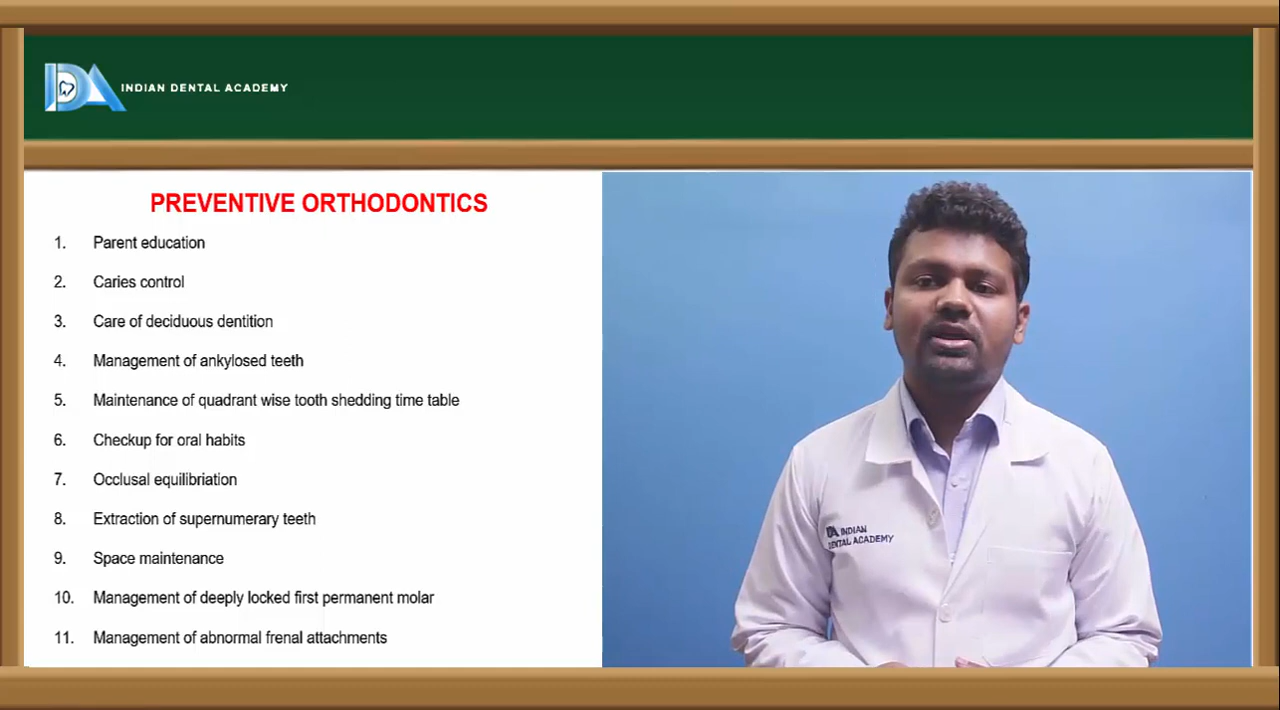 INDIAN DENTAL ACADEMY
PREVENTIVE ORTHODONTICS
1. Parent education
2. Caries control
3. Care of deciduous dentition
4. Management of ankylosed teeth
5. Maintenance of quadrant wise tooth shedding time table
6. Checkup for oral habits
7. Occlusal equilibriation
8. Extraction of supernumerary teeth
9. Space maintenance
10. Management of deeply locked first permanent molar
11. Management of abnormal frenal attachments
IDA INDIAN
DENTAL ACADEMY